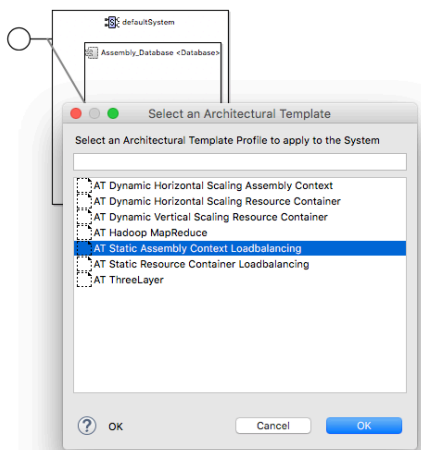 defaultSystem
Assembly_Database <Database>
Select an Architectural Template
Select an Architectural Template Profile to apply to the System
AT Dynamic Horizontal Scaling Assembly Context
AT Dynamic Horizontal Scaling Resource Container
AT Dynamic Vertical Scaling Resource Container
AT Hadoop MapReduce
AT Static Assembly Context Loadbalancing
AT Static Resource Container Loadbalancing
AT ThreeLayer
? OK Cancel OK